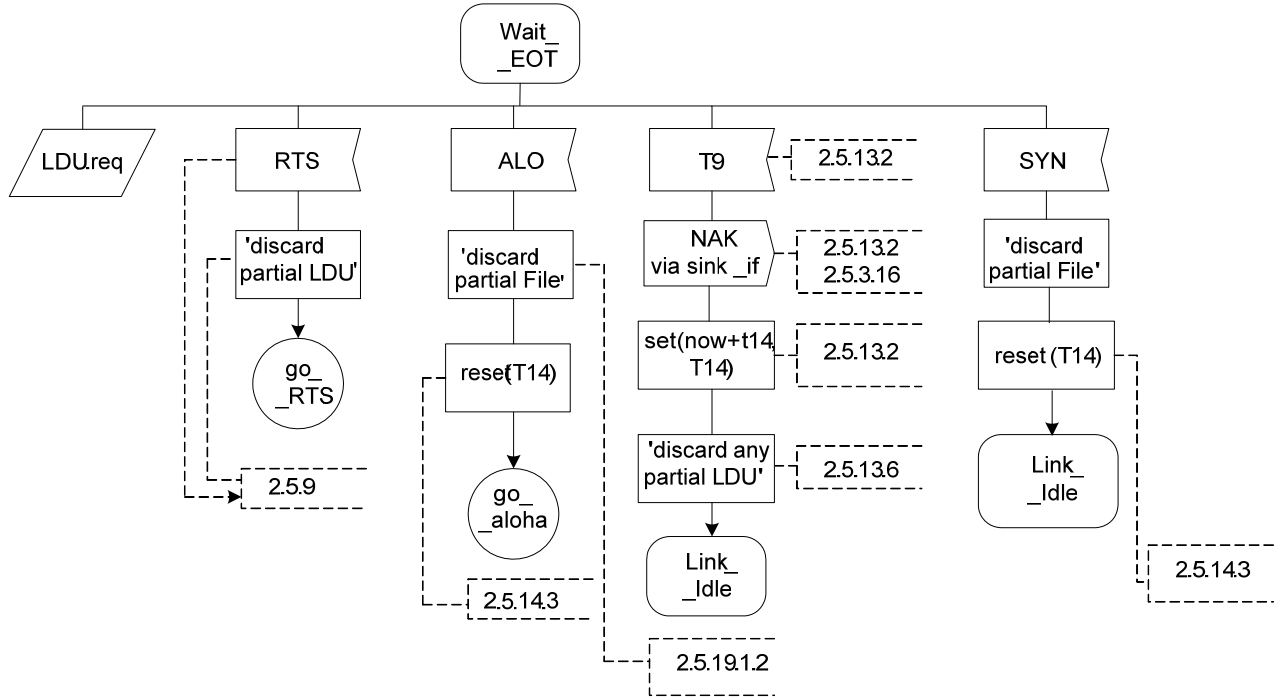 Wait_
_EOT
LDU.req
RTS
ALO
T9
2.5.13.2
SYN
'discard
partial LDU'
'discard
partial File'
NAK
via sink _if
2.5.13.2
2.5.3.16
'discard
partial File'
go_
_RTS
reset(T14)
set(now+t14,
T14)
2.5.13.2
reset (T14)
2.5.9
go_
_aloha
'discard any
partial LDU'
2.5.13.6
Link_
_Idle
2.5.14.3
Link_
_Idle
2.5.14.3
2.5.19.1.2